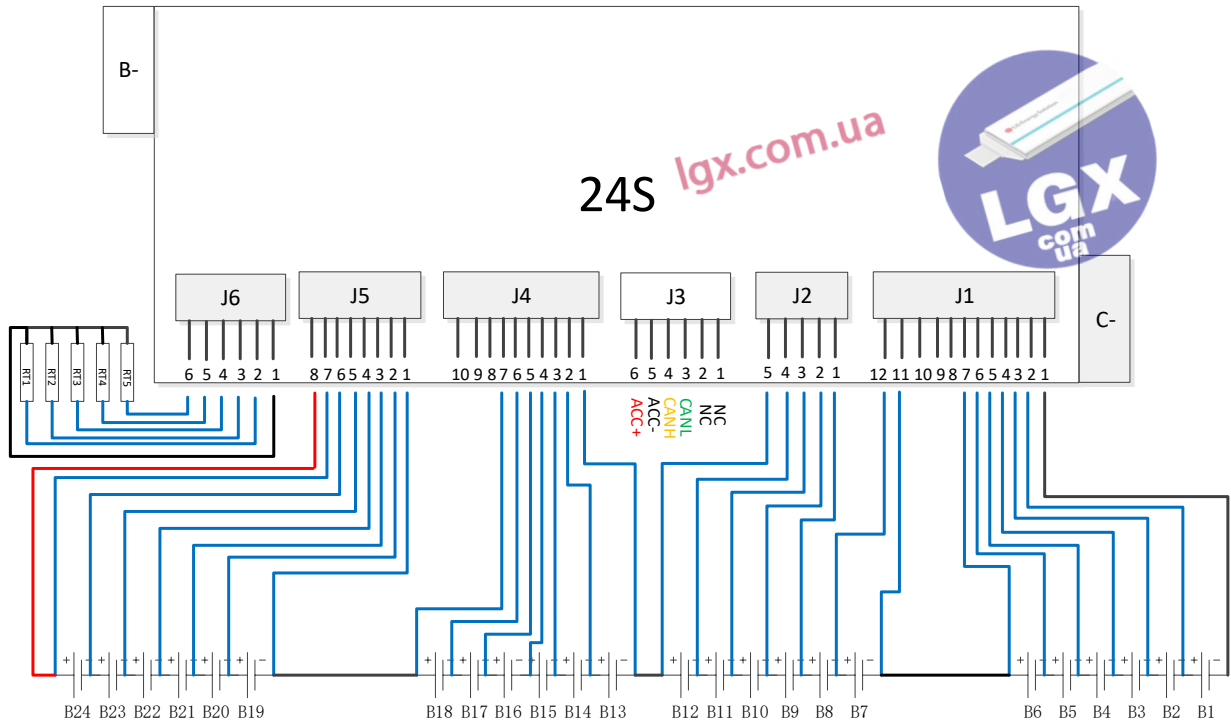 B-
24S
lgx.com.ua
LGX
com
ua
J6
J5
J4
J3
J2
J1
C-
6 5 4 3 2 1
8 7 6 5 4 3 2 1
10 9 8 7 6 5 4 3 2 1
6 5 4 3 2 1
5 4 3 2 1
12 11 10 9 8 7 6 5 4 3 2 1
RT1
RT2
RT3
RT4
RT5
ACC+
ACC-
CANH
CANL
NC
NC
+ - + - + - + - + - + -
+ - + - + - + - + - + -
+ - + - + - + - + - + -
+ - + - + - + - + - + -
B24 B23 B22 B21 B20 B19
B18 B17 B16 B15 B14 B13
B12 B11 B10 B9 B8 B7
B6 B5 B4 B3 B2 B1